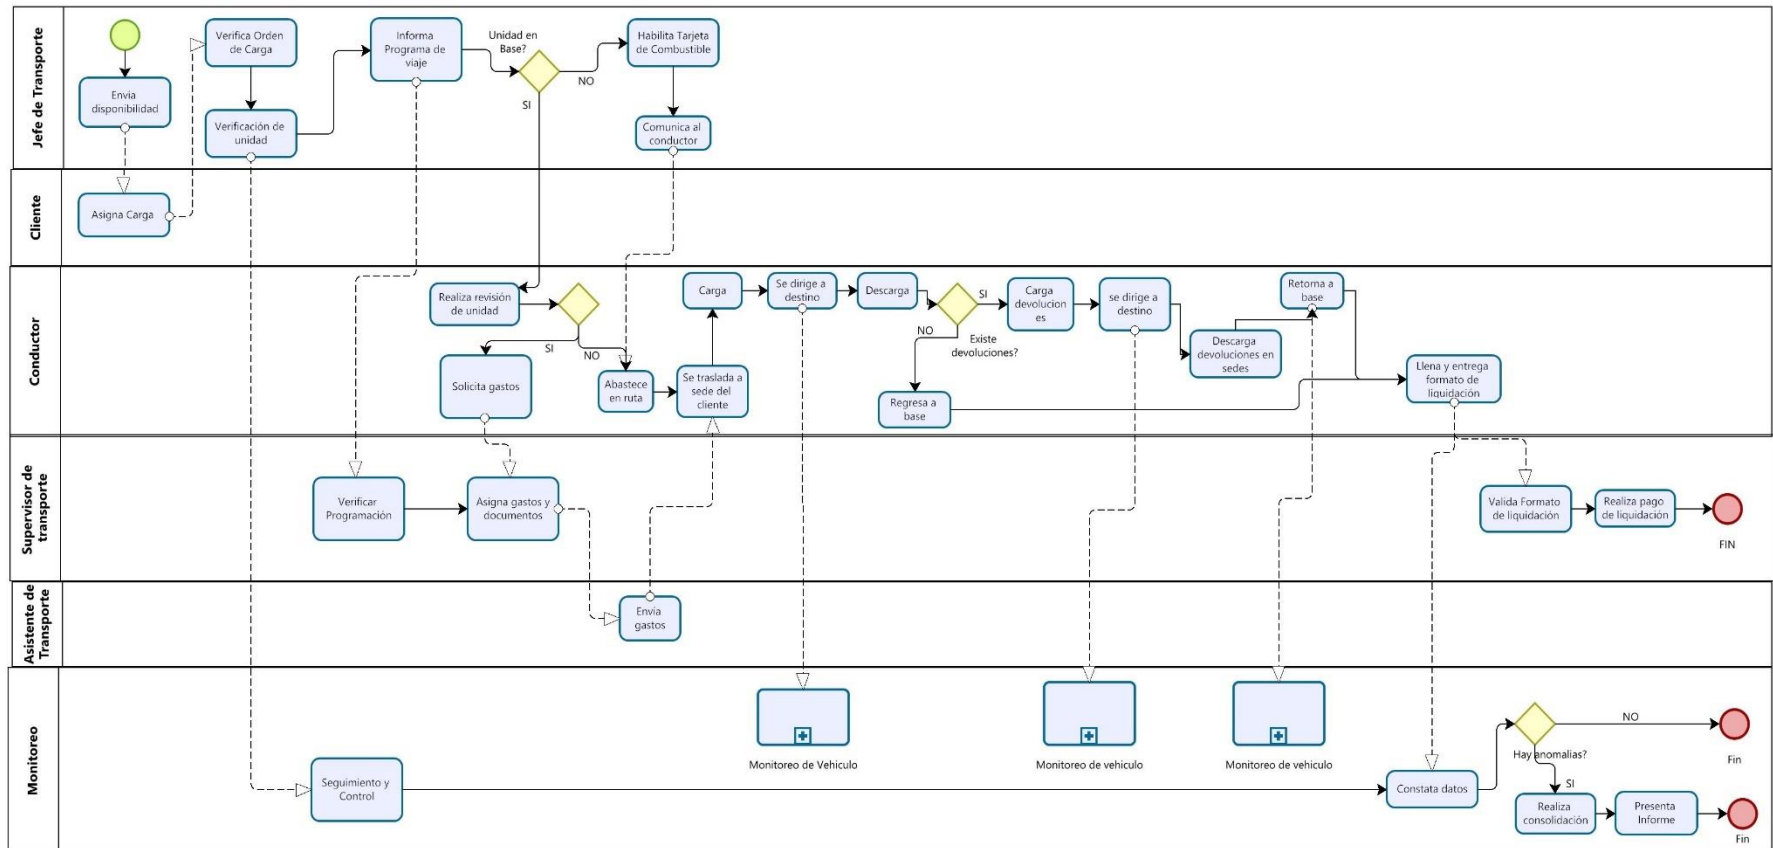 Jefe de Transporte
Envia
disponibilidad
Verifica Orden
de Carga
Verificación de
unidad
Informa
Programa de
viaje
Unidad en
Base?
NO
SI
Habilita Tarjeta
de Combustible
Comunica al
conductor
Cliente
Asigna Carga
Conductor
Realiza revisión
de unidad
SI
NO
Solicita gastos
Abastece
en ruta
Se traslada a
sede del
cliente
Carga
Se dirige a
destino
Descarga
SI
NO
Existe
devoluciones?
Regresa a
base
Carga
devolucion
es
se dirige a
destino
Descarga
devoluciones en
sedes
Retorna a
base
Llena y entrega
formato de
liquidación
Supervisor de
transporte
Verificar
Programación
Asigna gastos y
documentos
Valida Formato
de liquidación
Realiza pago
de liquidación
FIN
Asistente de
Transporte
Envia
gastos
Monitoreo
Seguimiento y
Control
Monitoreo de Vehiculo
Monitoreo de vehiculo
Monitoreo de vehiculo
Constata datos
Hay anomalias?
NO
Fin
SI
Realiza
consolidación
Presenta
Informe
Fin